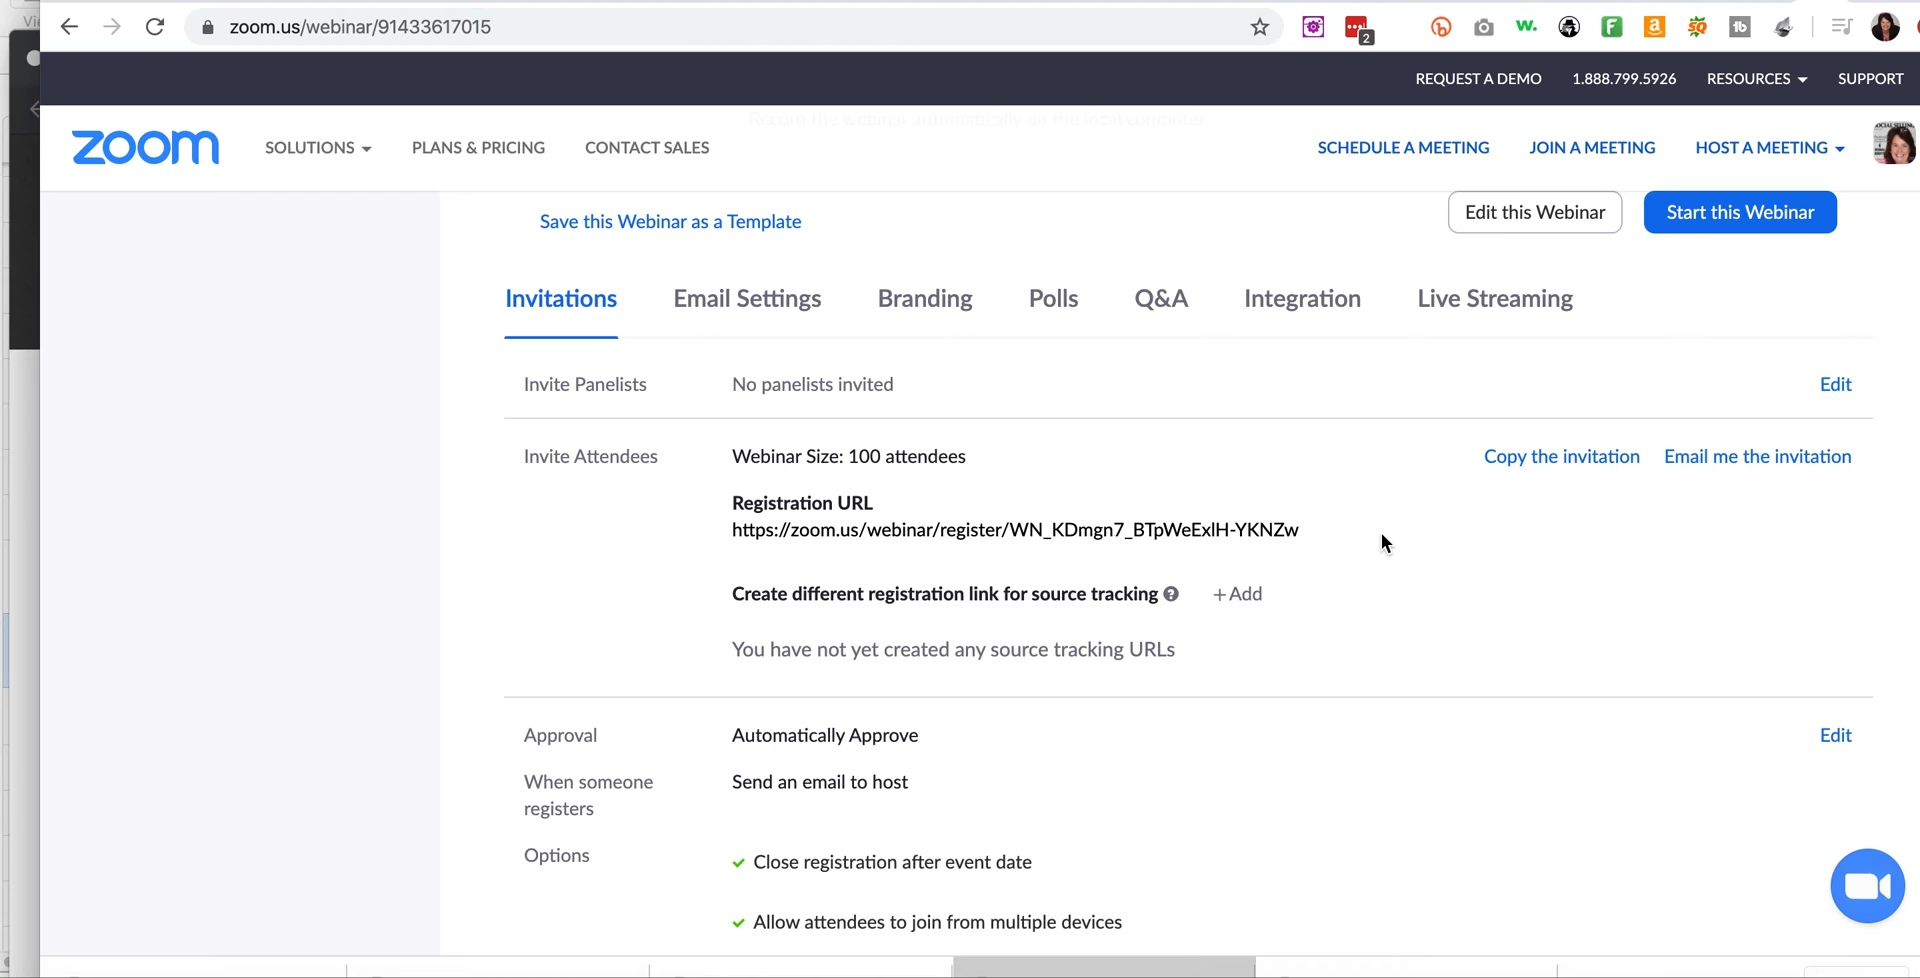 zoom.us/webinar/91433617015
2
REQUEST A DEMO 1.888.799.5926 RESOURCES SUPPORT
Record the webinar automatically on the local computer
zoom SOLUTIONS PLANS & PRICING CONTACT SALES SCHEDULE A MEETING JOIN A MEETING HOST A MEETING
Save this Webinar as a Template Edit this Webinar Start this Webinar
Invitations Email Settings Branding Polls Q&A Integration Live Streaming
Invite Panelists No panelists invited Edit
Invite Attendees Webinar Size: 100 attendees Copy the invitation Email me the invitation
Registration URL
https://zoom.us/webinar/register/WN_KDmgn7_BTpWeExlH-YKNZw
Create different registration link for source tracking + Add
You have not yet created any source tracking URLs
Approval Automatically Approve Edit
When someone registers Send an email to host
Options Close registration after event date
Allow attendees to join from multiple devices